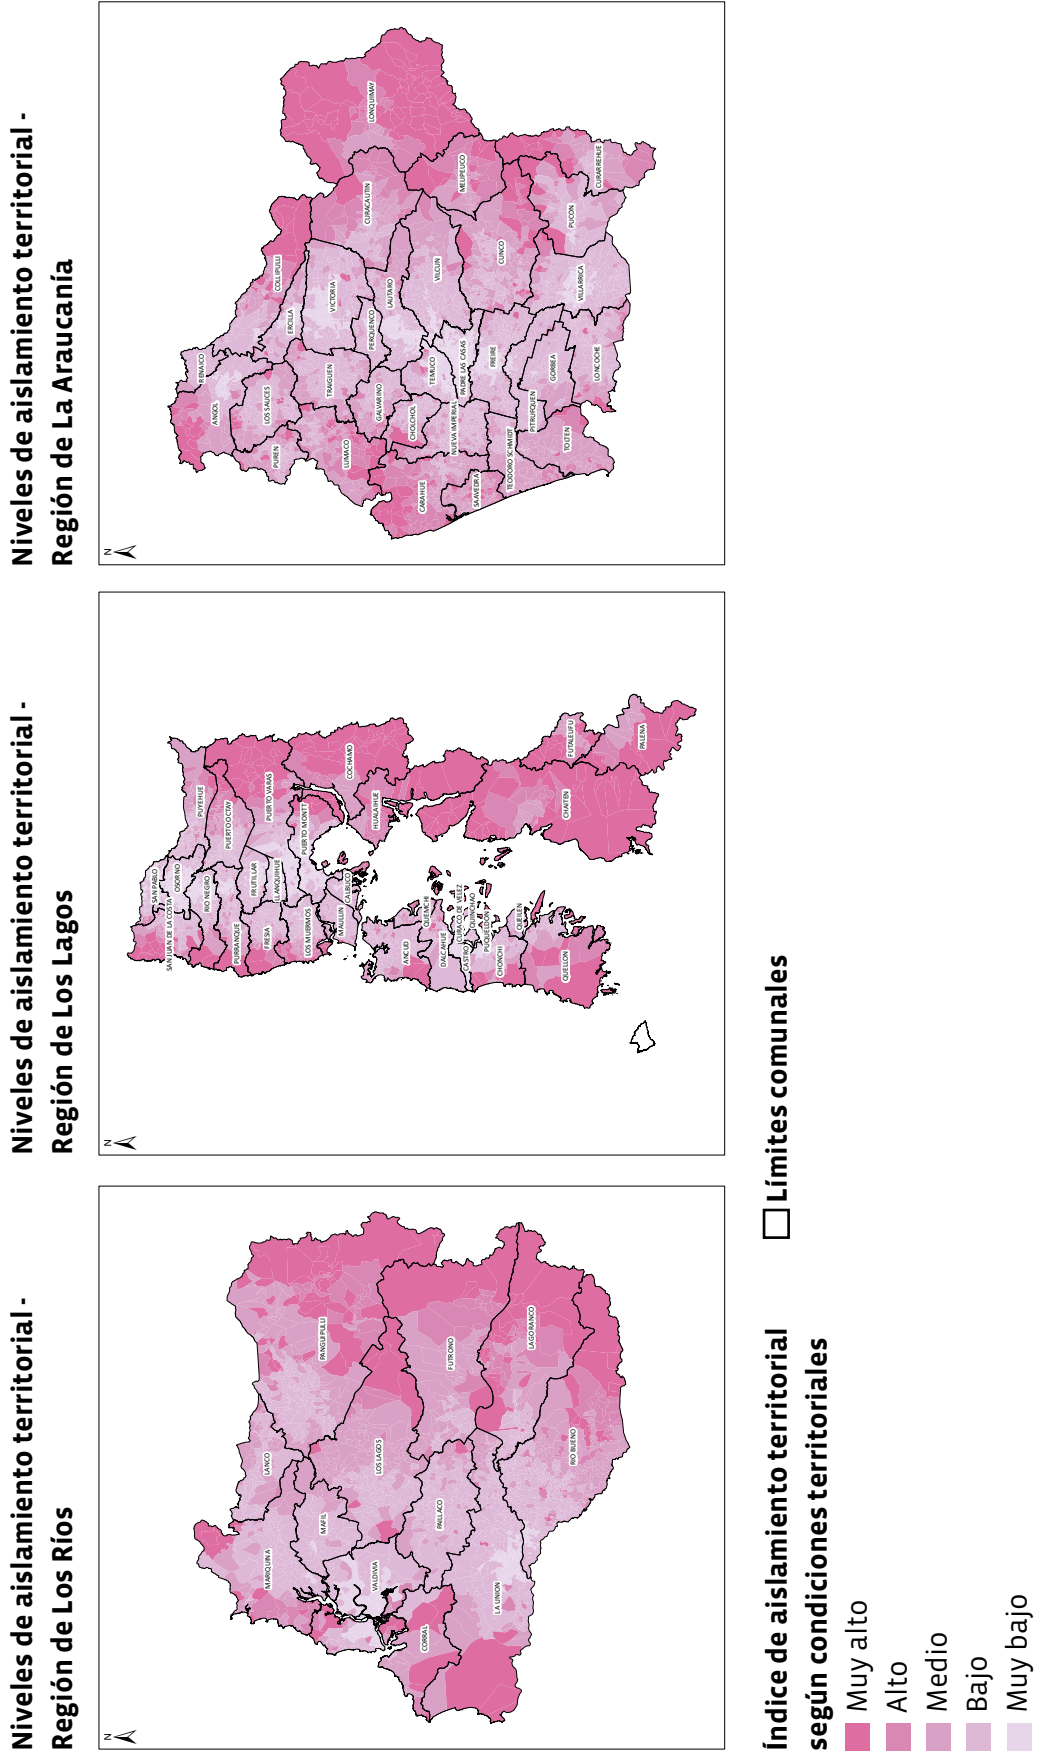 Niveles de aislamiento territorial -
Región de Los Ríos
N
PANGUIPULLI
LANCO
MARIQUINA
MAFIL
VALDIVIA
LOS LAGOS
FUTRONO
CORRAL
PAILLACO
LAGO RANCO
LA UNION
RIO BUENO
Niveles de aislamiento territorial -
Región de Los Lagos
N
SAN PABLO
SAN JUAN DE LA COSTA
OSORNO
PUYEHUE
RIO NEGRO
PUERTO OCTAY
PURRANQUE
FRUTILLAR
PUERTO VARAS
FRESIA
LLANQUIHUE
LOS MUERMOS
PUERTO MONTT
MAULLIN
CALBUCO
COCHAMO
HUALAIHUE
ANCUD
QUEMCHI
DALCAHUE
CURACO DE VELEZ
CASTRO
QUINCHAO
PUQUELDON
CHONCHI
QUEILEN
QUELLON
CHAITEN
FUTALEUFU
PALENA
Niveles de aislamiento territorial -
Región de La Araucanía
N
RENAICO
ANGOL
COLLIPULLI
LOS SAUCES
PUREN
ERCILLA
TRAIGUEN
VICTORIA
LUMACO
LONQUIMAY
CURACAUTIN
PERQUENCO
GALVARINO
LAUTARO
CHOLCHOL
TEMUCO
VILCUN
CARAHUE
NUEVA IMPERIAL
PADRE LAS CASAS
MELIPEUCO
SAAVEDRA
FREIRE
CUNCO
TEODORO SCHMIDT
PITRUFQUEN
GORBEA
TOLTEN
LONCOCHE
VILLARRICA
PUCON
CURARREHUE
Índice de aislamiento territorial
según condiciones territoriales
Muy alto
Alto
Medio
Bajo
Muy bajo
Límites comunales